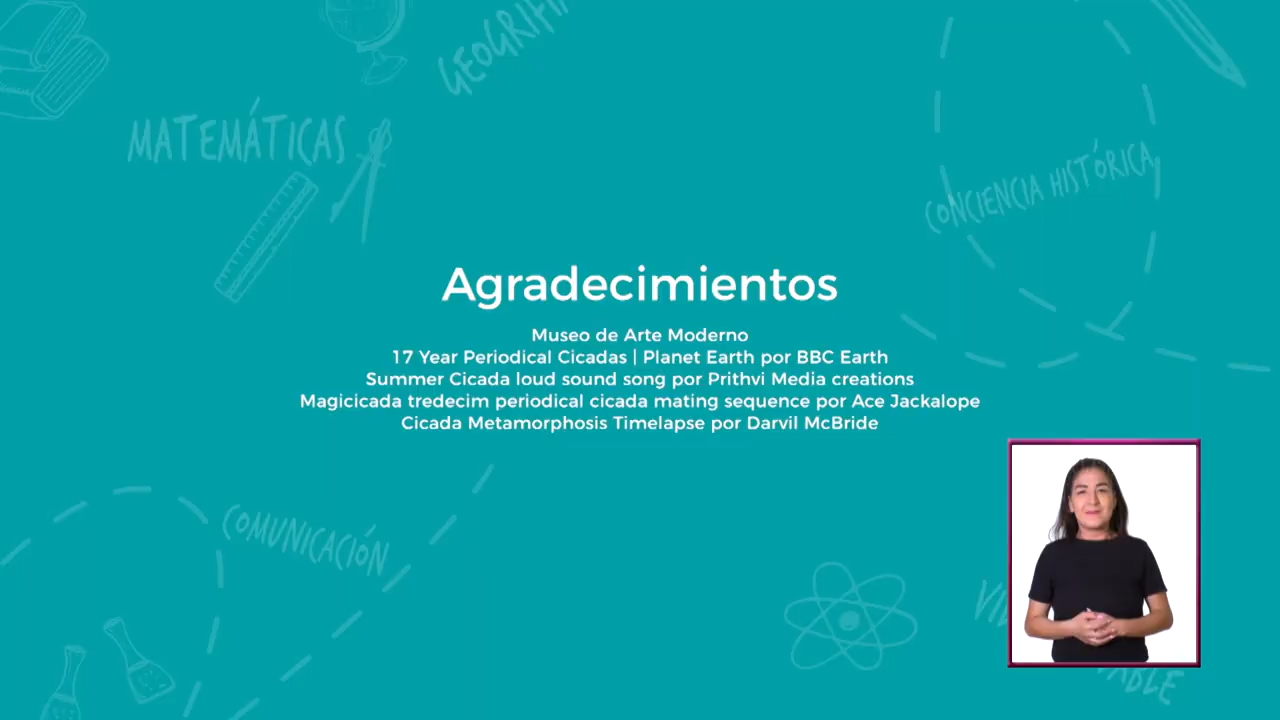 MATEMÁTICAS
CONCIENCIA HISTÓRICA
Agradecimientos
Museo de Arte Moderno
17 Year Periodical Cicadas | Planet Earth por BBC Earth
Summer Cicada loud sound song por Prithvi Media creations
Magicicada tredecim periodical cicada mating sequence por Ace Jackalope
Cicada Metamorphosis Timelapse por Darvil McBride
COMUNICACIÓN